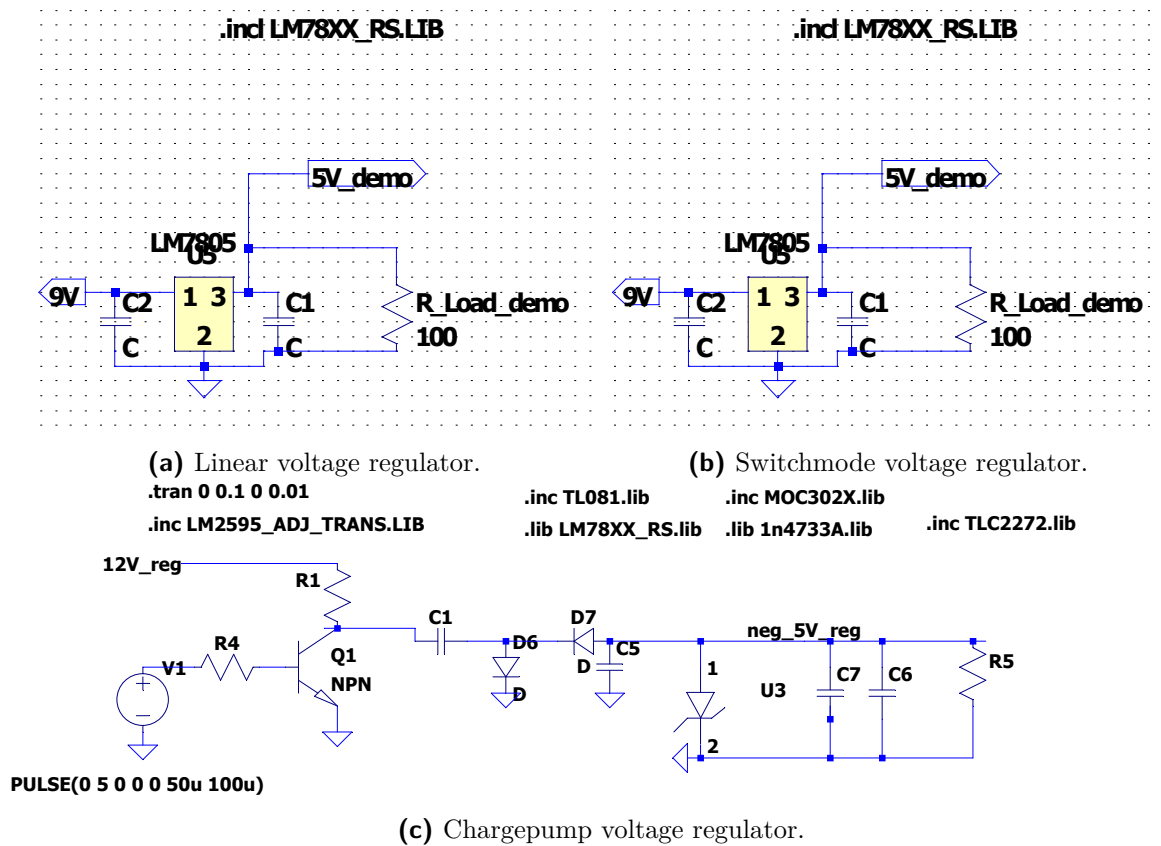 .incl LM78XX_RS.LIB
5V_demo
LM7805
U5
9V
C2
1 3
C1
R_Load_demo
2
C
C
100
(a) Linear voltage regulator.
.incl LM78XX_RS.LIB
5V_demo
LM7805
U5
9V
C2
1 3
C1
R_Load_demo
2
C
C
100
(b) Switchmode voltage regulator.
.tran 0 0.1 0 0.01
.inc LM2595_ADJ_TRANS.LIB
.inc TL081.lib
.lib LM78XX_RS.lib
.inc MOC302X.lib
.lib 1n4733A.lib
.inc TLC2272.lib
12V_reg
R1
V1
R4
Q1
NPN
C1
D6
D
D7
D
C5
neg_5V_reg
1
U3
2
C7
C6
R5
+
−
PULSE(0 5 0 0 0 50u 100u)
(c) Chargepump voltage regulator.